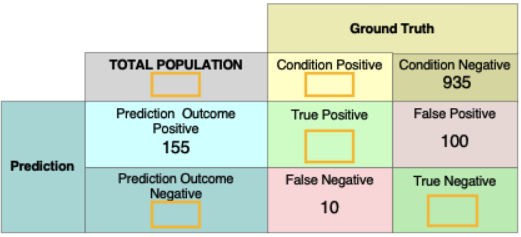 Ground Truth
TOTAL POPULATION
Condition Positive
Condition Negative
935
Prediction
Prediction Outcome
Positive
155
True Positive
False Positive
100
Prediction Outcome
Negative
False Negative
10
True Negative